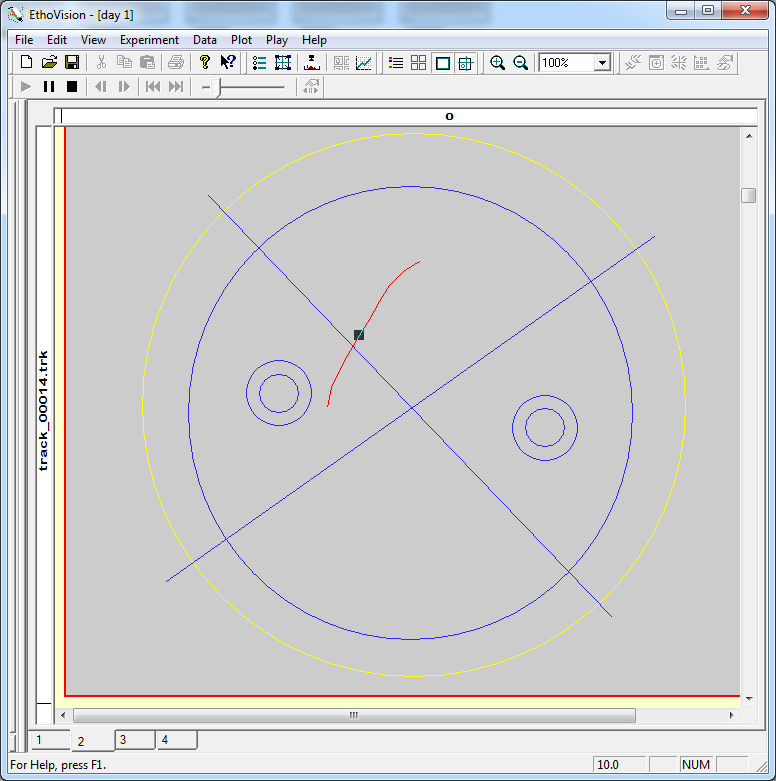 EthoVision - [day 1]
File Edit View Experiment Data Plot Play Help
100%
o
track_00014.trk
1 2 3 4
For Help, press F1.
10.0
NUM